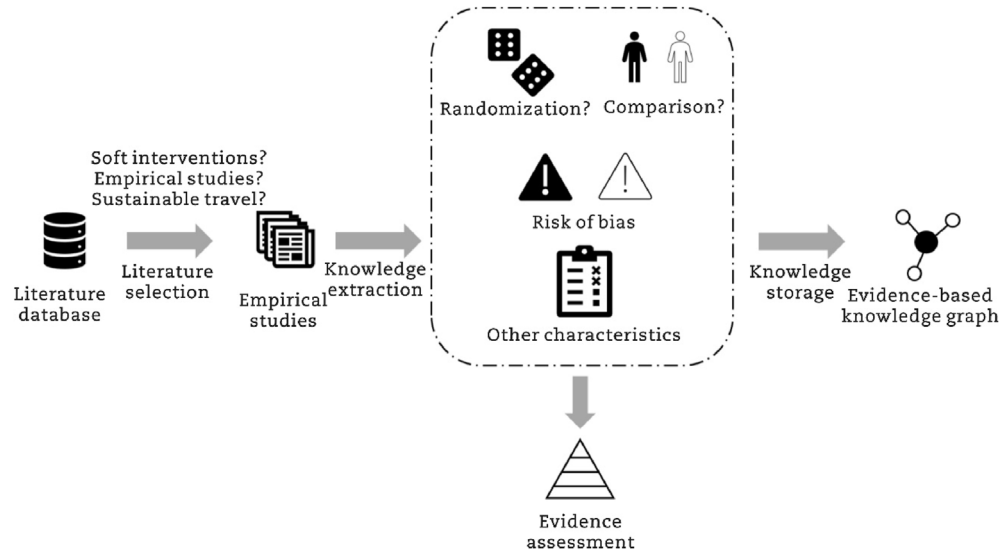 Soft interventions?
Empirical studies?
Sustainable travel?
Literature
database
Literature
selection
Empirical
studies
Knowledge
extraction
Randomization?
Comparison?
Risk of bias
Other characteristics
Evidence
assessment
Knowledge
storage
Evidence-based
knowledge graph